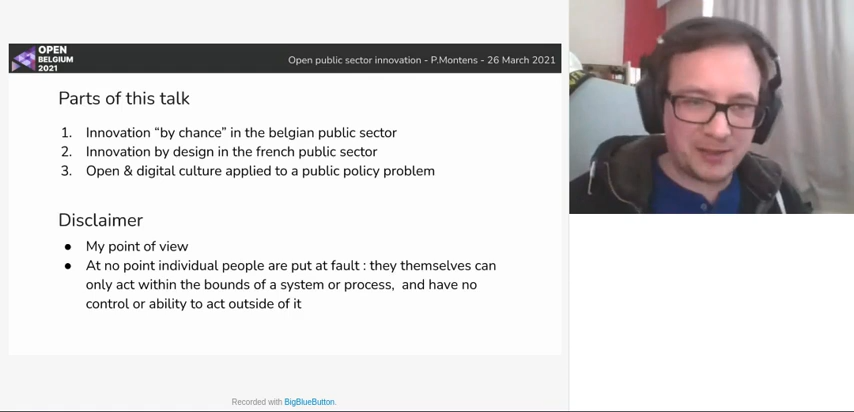 OPEN
BELGIUM
2021
Open public sector innovation - P.Montens - 26 March 2021
Parts of this talk
1. Innovation “by chance” in the belgian public sector
2. Innovation by design in the french public sector
3. Open & digital culture applied to a public policy problem
Disclaimer
● My point of view
● At no point individual people are put at fault : they themselves can
only act within the bounds of a system or process, and have no
control or ability to act outside of it
Recorded with BigBlueButton.